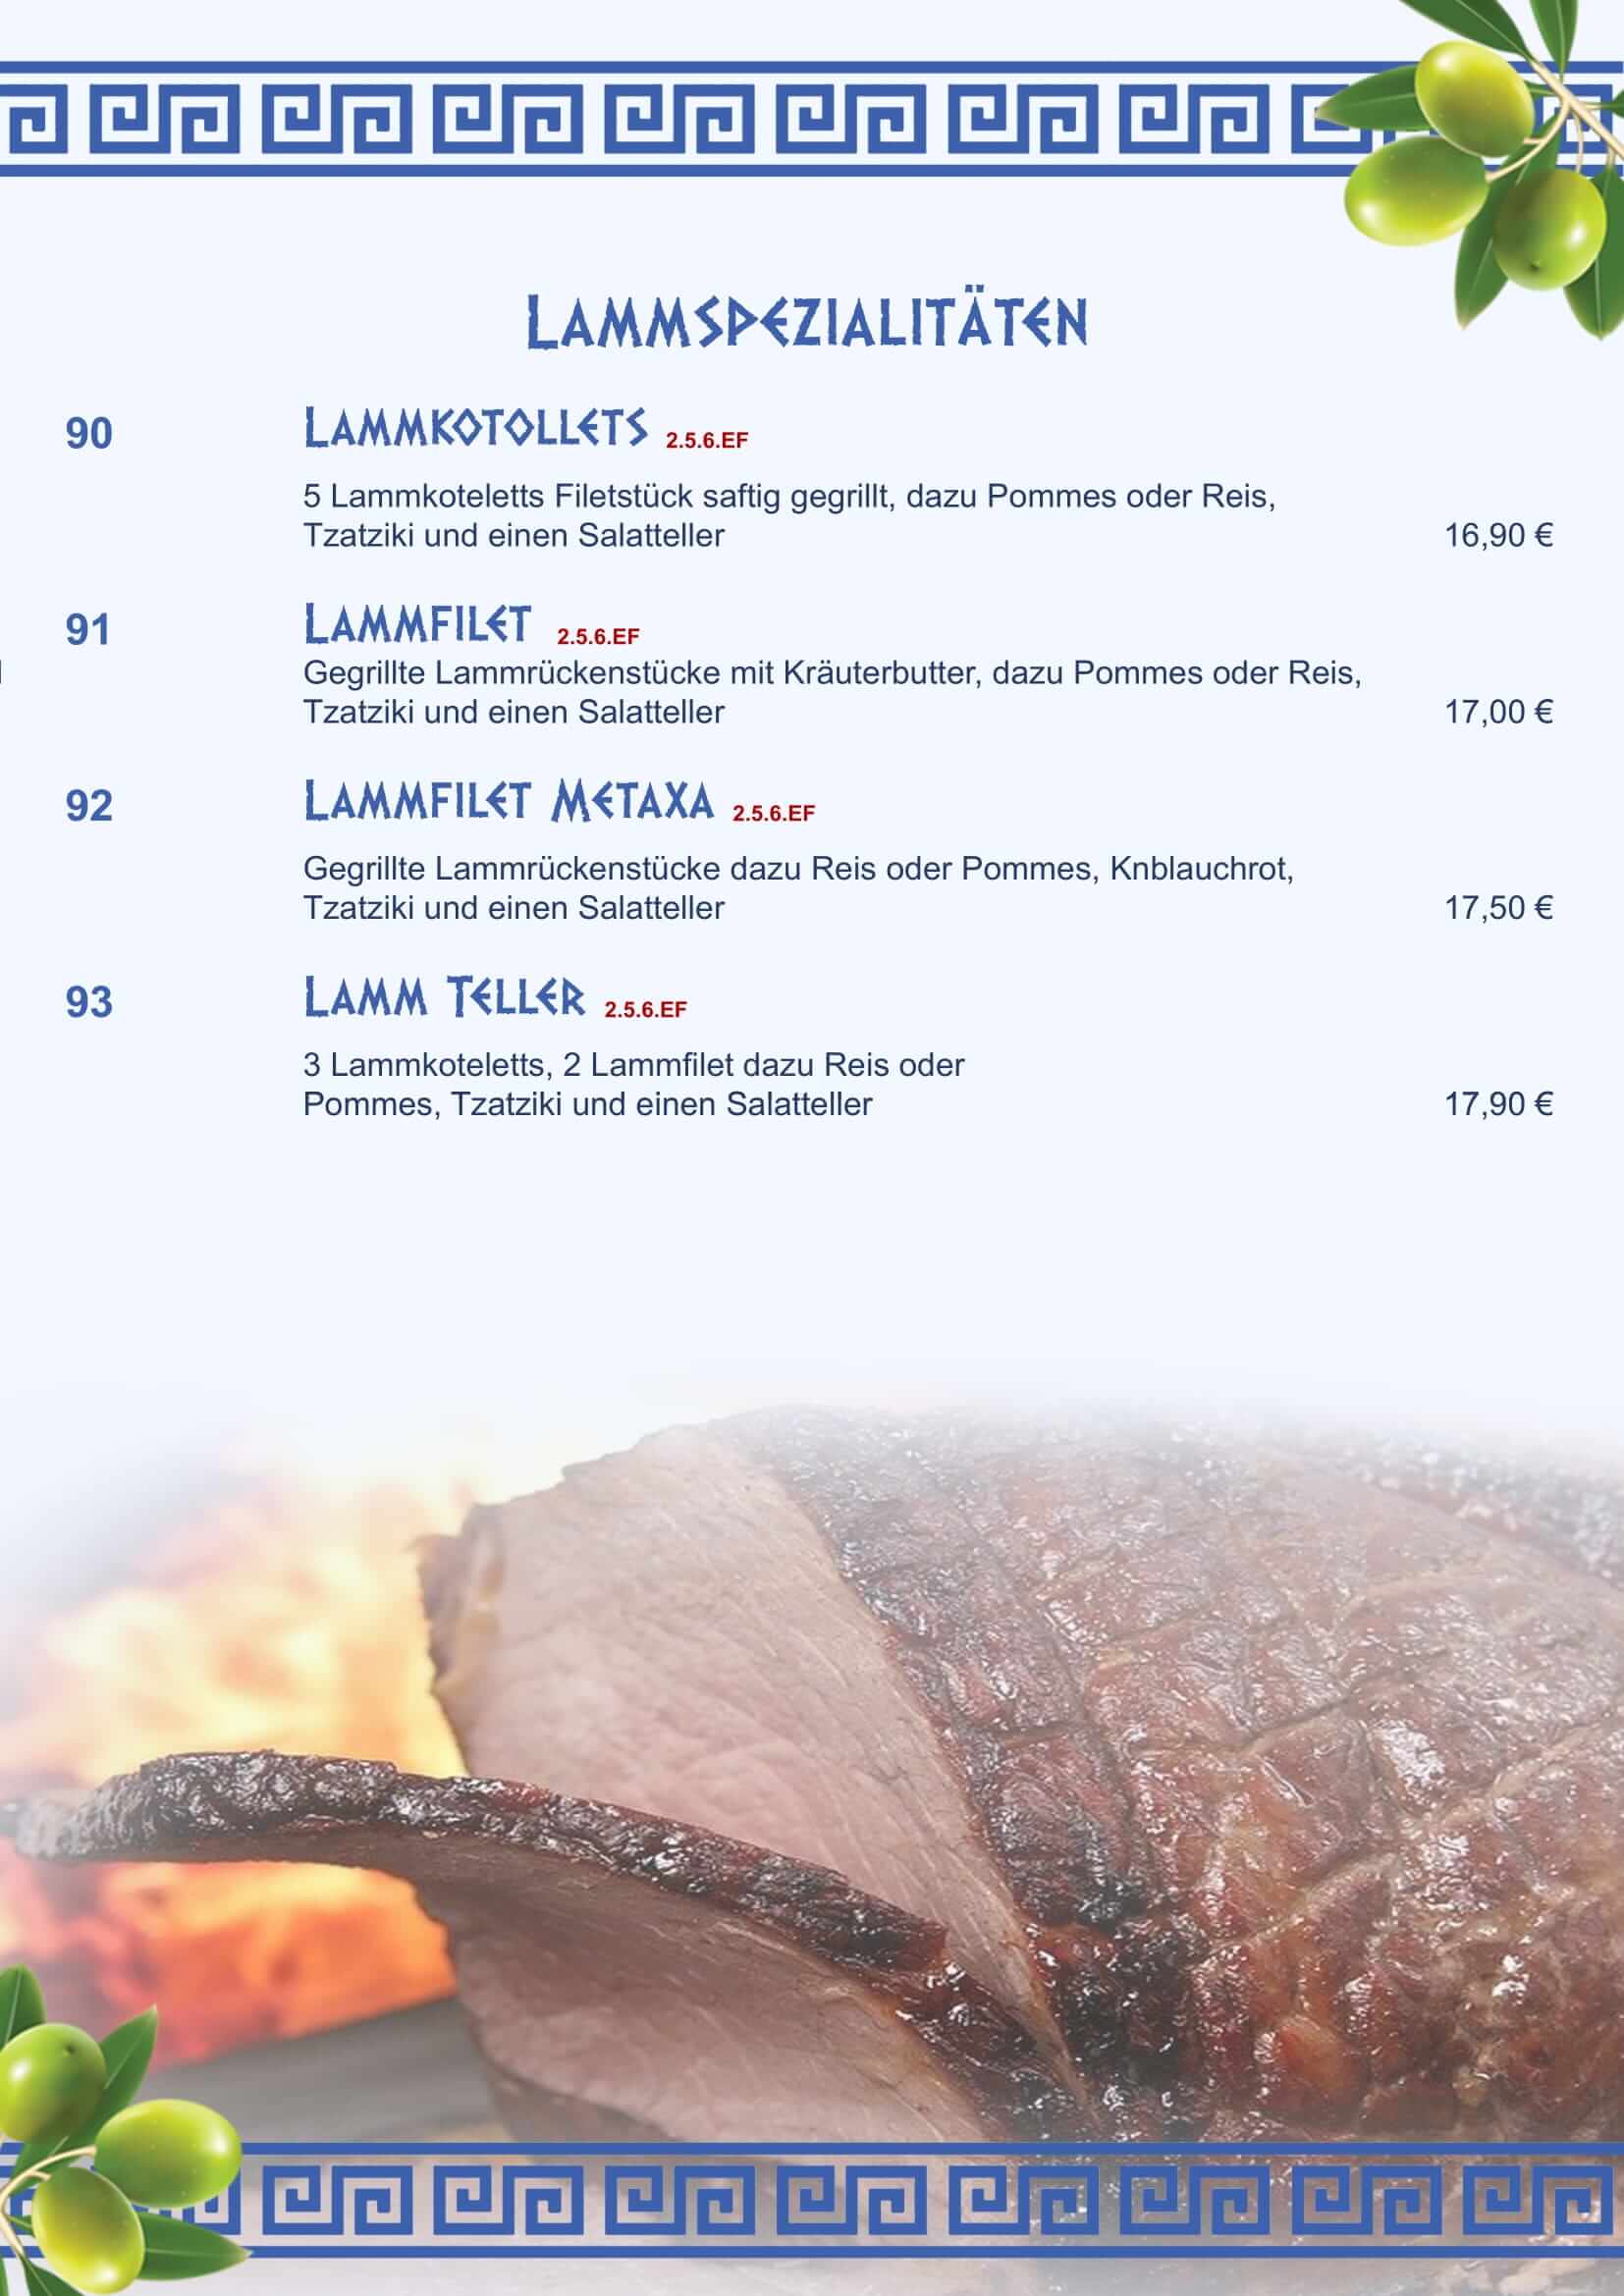 LAMMSPEZIALITÄTEN
90 LAMMKOTOLLETS 2.5.6.EF
5 Lammkoteletts Filetstück saftig gegrillt, dazu Pommes oder Reis,
Tzatziki und einen Salatteller 16,90 €
91 LAMMFILET 2.5.6.EF
Gegrillte Lammrückenstücke mit Kräuterbutter, dazu Pommes oder Reis,
Tzatziki und einen Salatteller 17,00 €
92 LAMMFILET METAXA 2.5.6.EF
Gegrillte Lammrückenstücke dazu Reis oder Pommes, Knblauchrot,
Tzatziki und einen Salatteller 17,50 €
93 LAMM TELLER 2.5.6.EF
3 Lammkoteletts, 2 Lammfilet dazu Reis oder
Pommes, Tzatziki und einen Salatteller 17,90 €